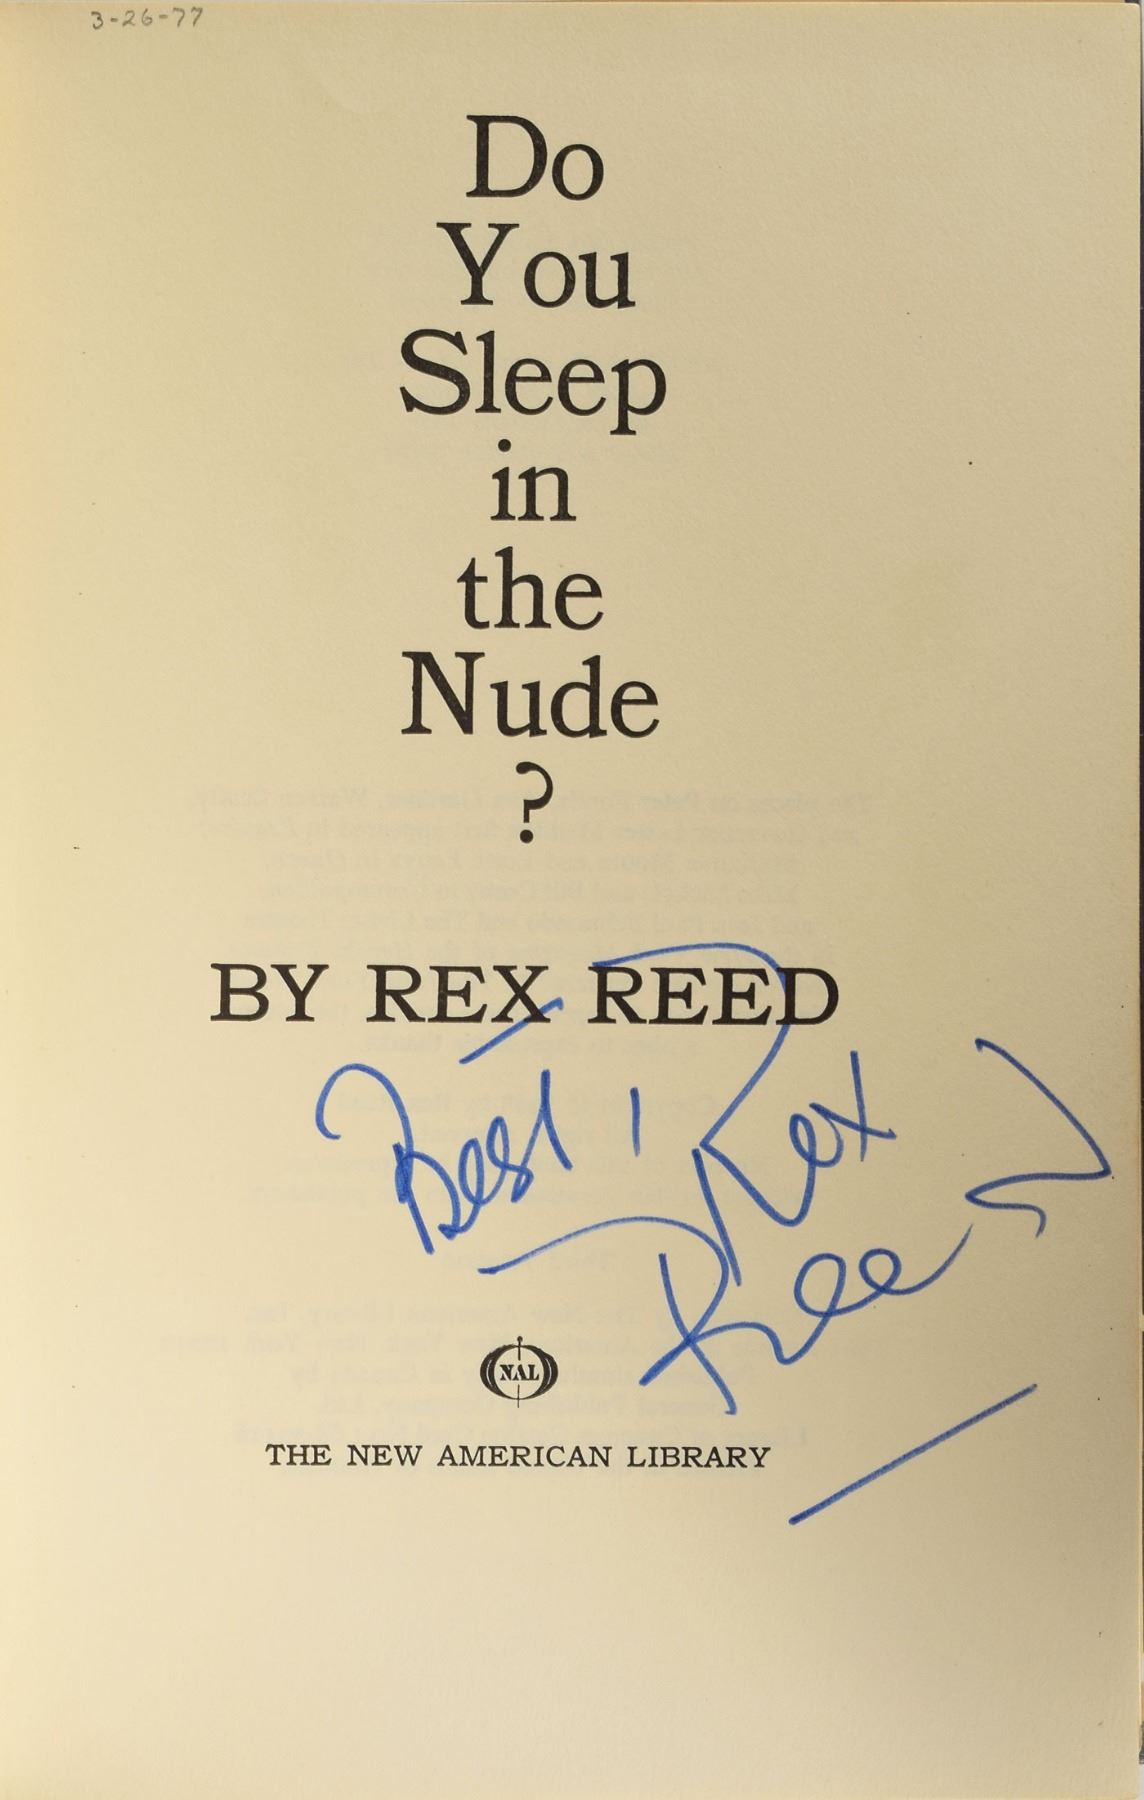 3-26-77
Do
You
Sleep
in
the
Nude
?
BY REX REED
Best!
Rex
Reed
NAL
THE NEW AMERICAN LIBRARY